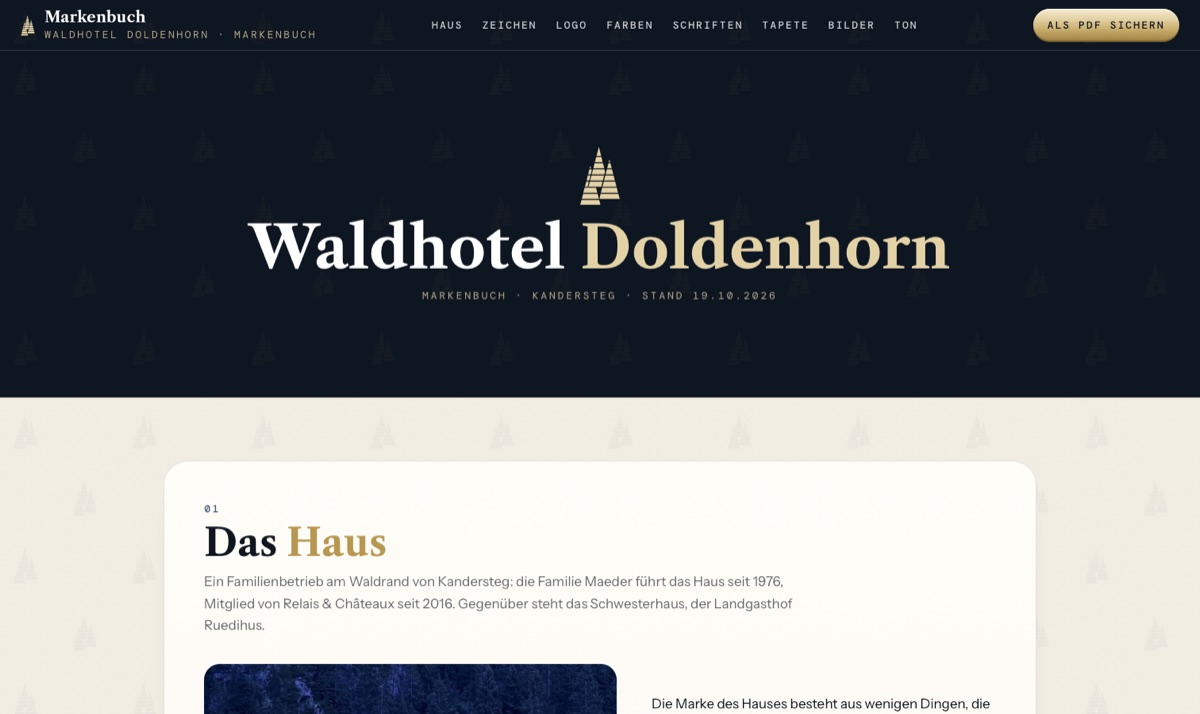 Markenbuch
WALDHOTEL DOLDENHORN · MARKENBUCH
HAUS ZEICHEN LOGO FARBEN SCHRIFTEN TAPETE BILDER TON
ALS PDF SICHERN
Waldhotel Doldenhorn
MARKENBUCH · KANDERSTEG · STAND 19.10.2026
01
Das Haus
Ein Familienbetrieb am Waldrand von Kandersteg: die Familie Maeder führt das Haus seit 1976,
Mitglied von Relais & Châteaux seit 2016. Gegenüber steht das Schwesterhaus, der Landgasthof
Ruedihus.
Die Marke des Hauses besteht aus wenigen Dingen, die